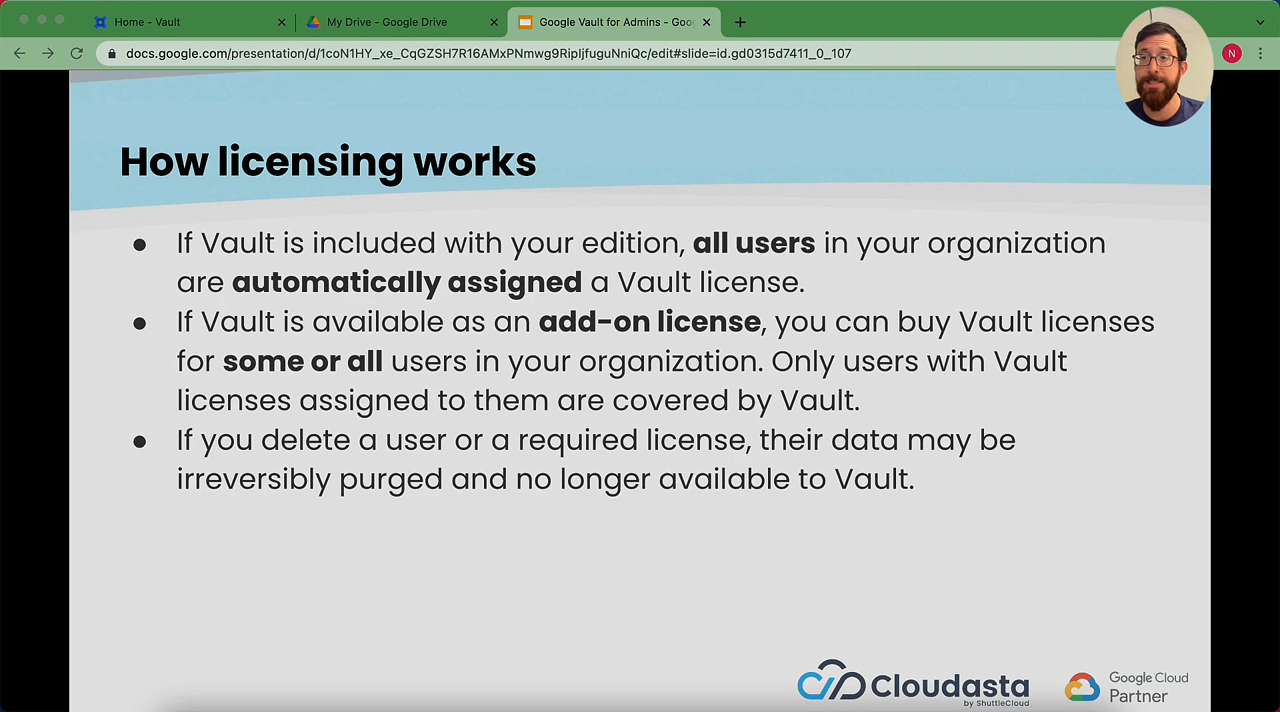 Home - Vault
My Drive - Google Drive
Google Vault for Admins - Goo
docs.google.com/presentation/d/1coN1HY_xe_CqGZSH7RI6AMxPNmwg9RipIjfuguNniQc/edit#slide=id.gd0315d7411_0_107
N
How licensing works
● If Vault is included with your edition, all users in your organization
are automatically assigned a Vault license.
● If Vault is available as an add-on license, you can buy Vault licenses
for some or all users in your organization. Only users with Vault
licenses assigned to them are covered by Vault.
● If you delete a user or a required license, their data may be
irreversibly purged and no longer available to Vault.
Cloudasta
by ShuttleCloud
Google Cloud
Partner